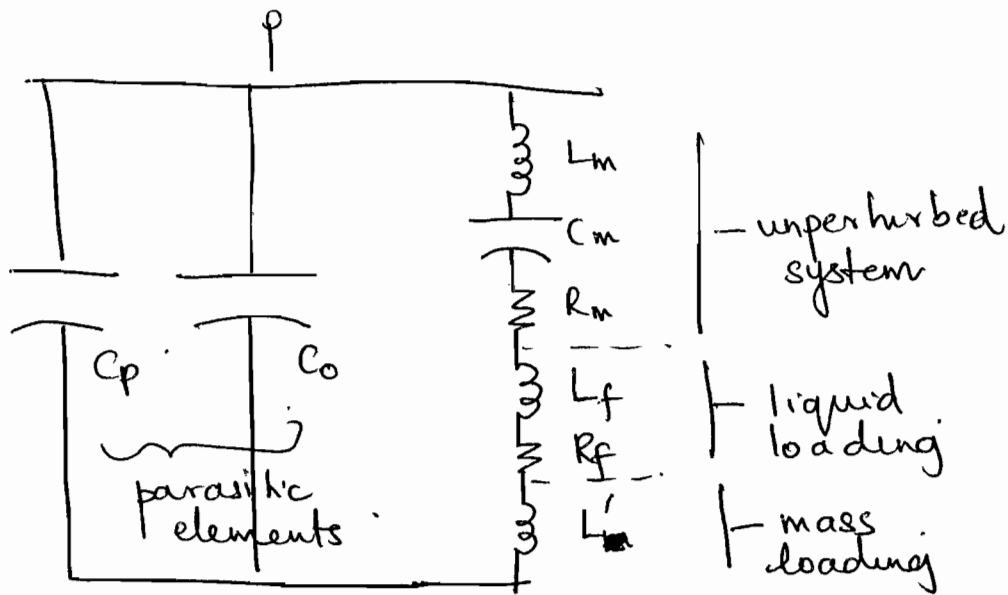 Lm
Cm
Rm
unperturbed
system
Cp
Co
Lf
Rf
liquid
loading
parasitic
elements
L'm
mass
loading